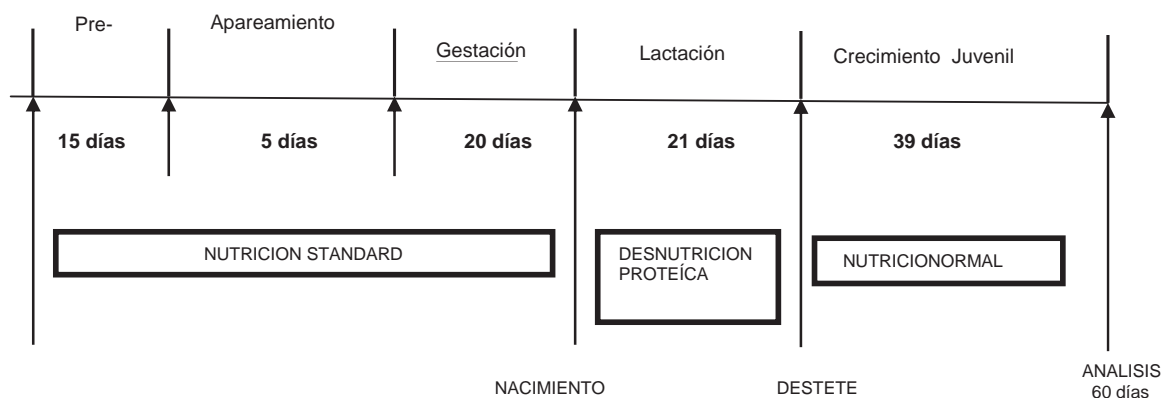 Pre-
Apareamiento
Gestación
Lactación
Crecimiento Juvenil
15 días
5 días
20 días
21 días
39 días
NUTRICION STANDARD
DESNUTRICION
PROTEÍCA
NUTRICIONORMAL
NACIMIENTO
DESTETE
ANALISIS
60 días